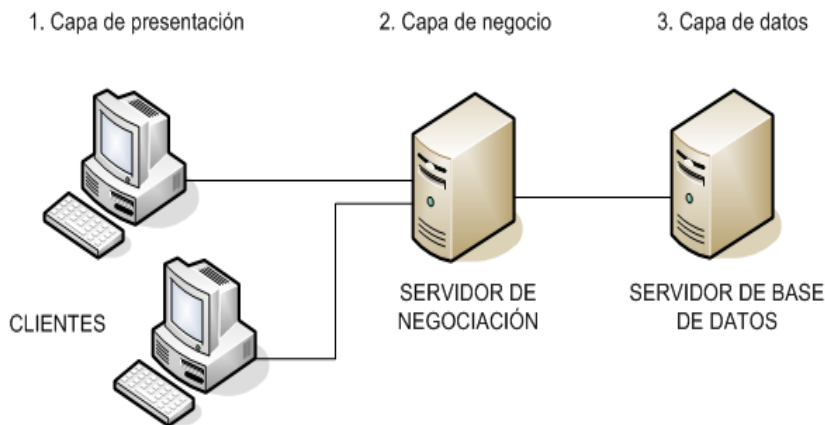 1. Capa de presentación
2. Capa de negocio
3. Capa de datos
CLIENTES
SERVIDOR DE
NEGOCIACIÓN
SERVIDOR DE BASE
DE DATOS